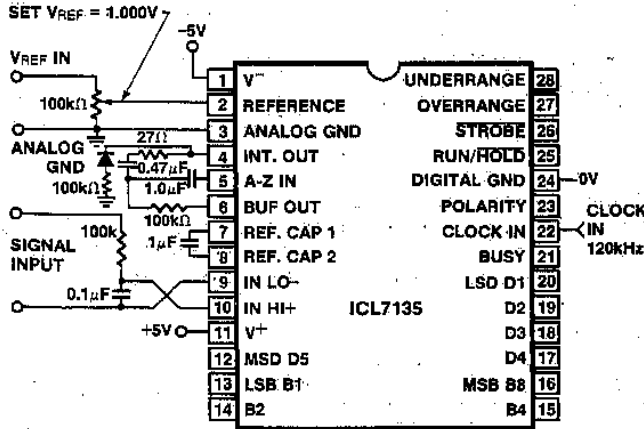 SET VREF = 1.000V
-5V
VREF IN
100kΩ
ANALOG
GND
27Ω
0.47µF
1.0µF
100kΩ
100kΩ
SIGNAL
INPUT
100k
1µF
0.1µF
+5V
1 V−
2 REFERENCE
3 ANALOG GND
4 INT. OUT
5 A-Z IN
6 BUF OUT
7 REF. CAP 1
8 REF. CAP 2
9 IN LO-
10 IN HI+
11 V+
12 MSD D5
13 LSB B1
14 B2
ICL7135
UNDERRANGE 28
OVERRANGE 27
STROBE 26
RUN/HOLD 25
DIGITAL GND 24
0V
POLARITY 23
CLOCK IN 22
CLOCK
IN
120kHz
BUSY 21
LSD D1 20
D2 19
D3 18
D4 17
MSB B8 16
B4 15